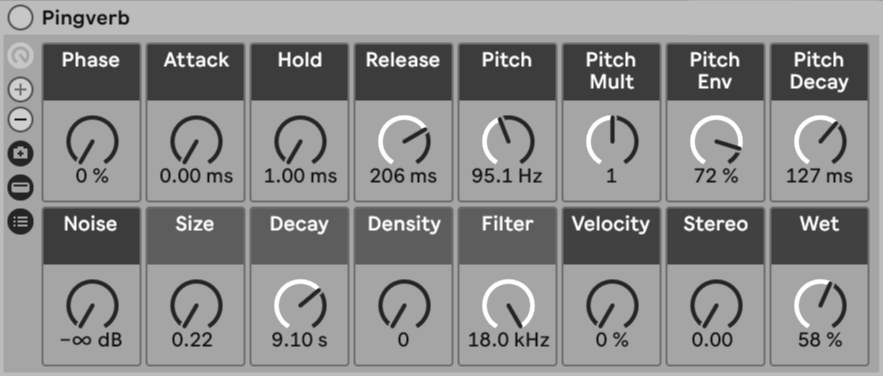 Pingverb
Phase Attack Hold Release Pitch Pitch Mult Pitch Env Pitch Decay
0 % 0.00 ms 1.00 ms 206 ms 95.1 Hz 1 72 % 127 ms
Noise Size Decay Density Filter Velocity Stereo Wet
−∞ dB 0.22 9.10 s 0 18.0 kHz 0 % 0.00 58 %